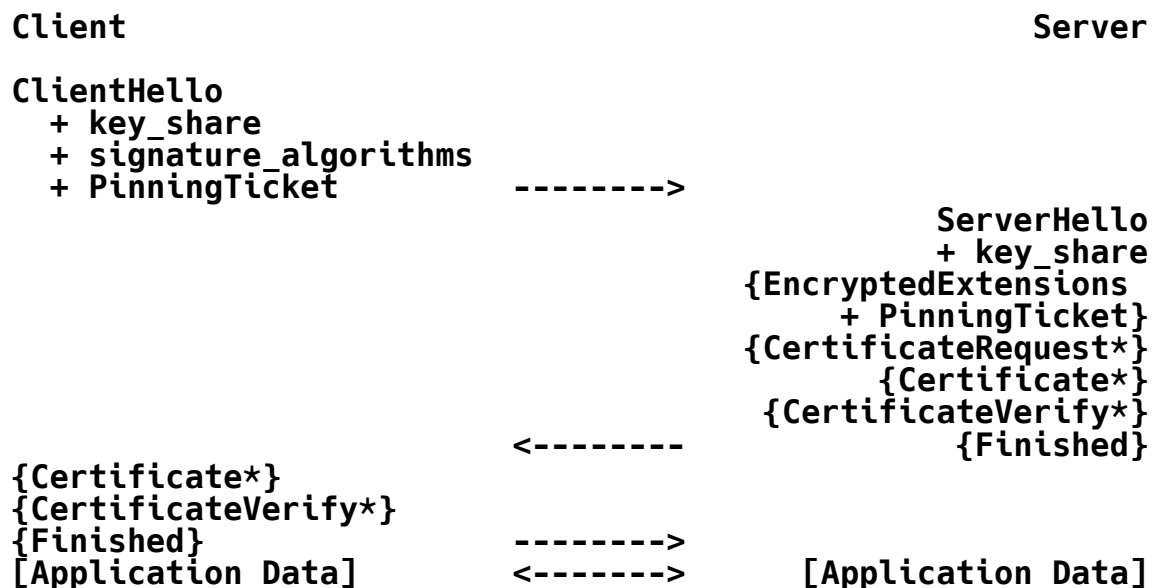 Client                                               Server

ClientHello
  + key_share
  + signature_algorithms
  + PinningTicket         -------->
                                                ServerHello
                                                + key_share
                                      {EncryptedExtensions
                                           + PinningTicket}
                                      {CertificateRequest*}
                                             {Certificate*}
                                       {CertificateVerify*}
                          <--------              {Finished}
{Certificate*}
{CertificateVerify*}
{Finished}                -------->
[Application Data]        <------->      [Application Data]